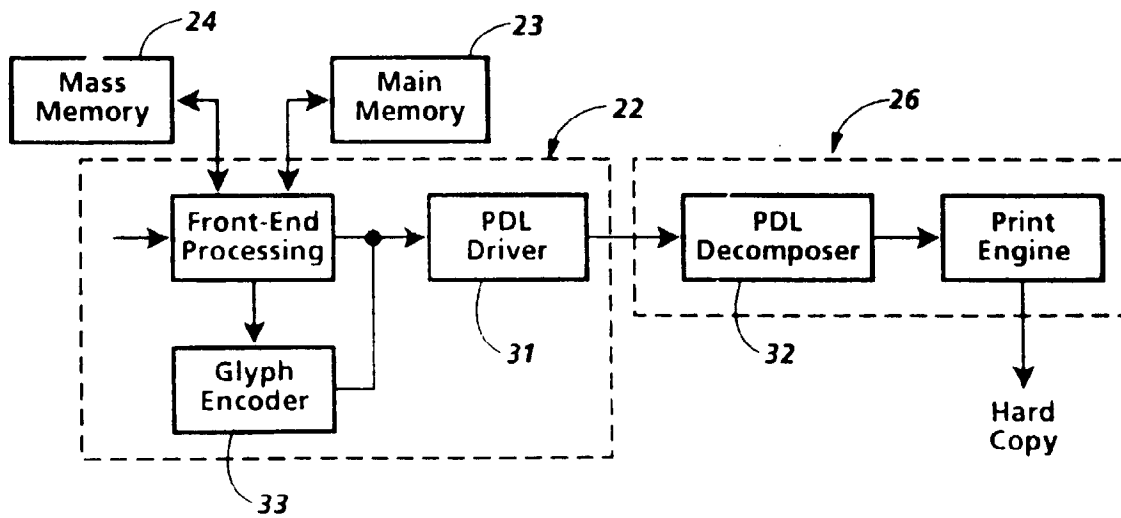 24
23
Mass
Memory
Main
Memory
22
26
Front-End
Processing
PDL
Driver
PDL
Decomposer
Print
Engine
31
32
Glyph
Encoder
33
Hard
Copy